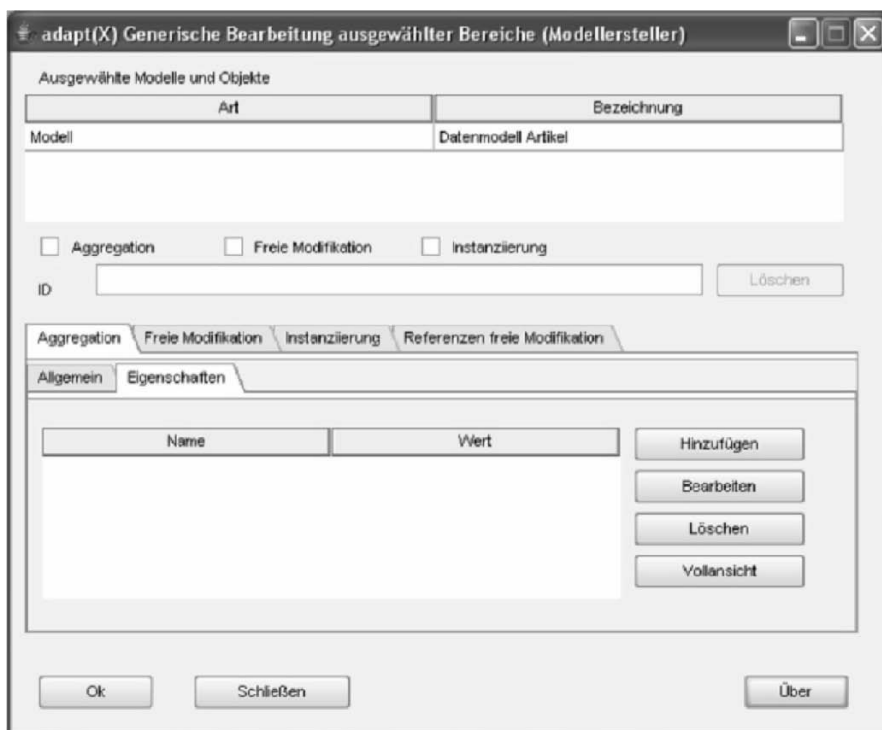 adapt(X) Generische Bearbeitung ausgewählter Bereiche (Modellersteller)
Ausgewählte Modelle und Objekte
Art Bezeichnung
Modell Datenmodell Artikel
Aggregation Freie Modifikation Instanziierung
ID Löschen
Aggregation Freie Modifikation Instanziierung Referenzen freie Modifikation
Allgemein Eigenschaften
Name Wert Hinzufügen
Bearbeiten
Löschen
Vollansicht
Ok Schließen Über